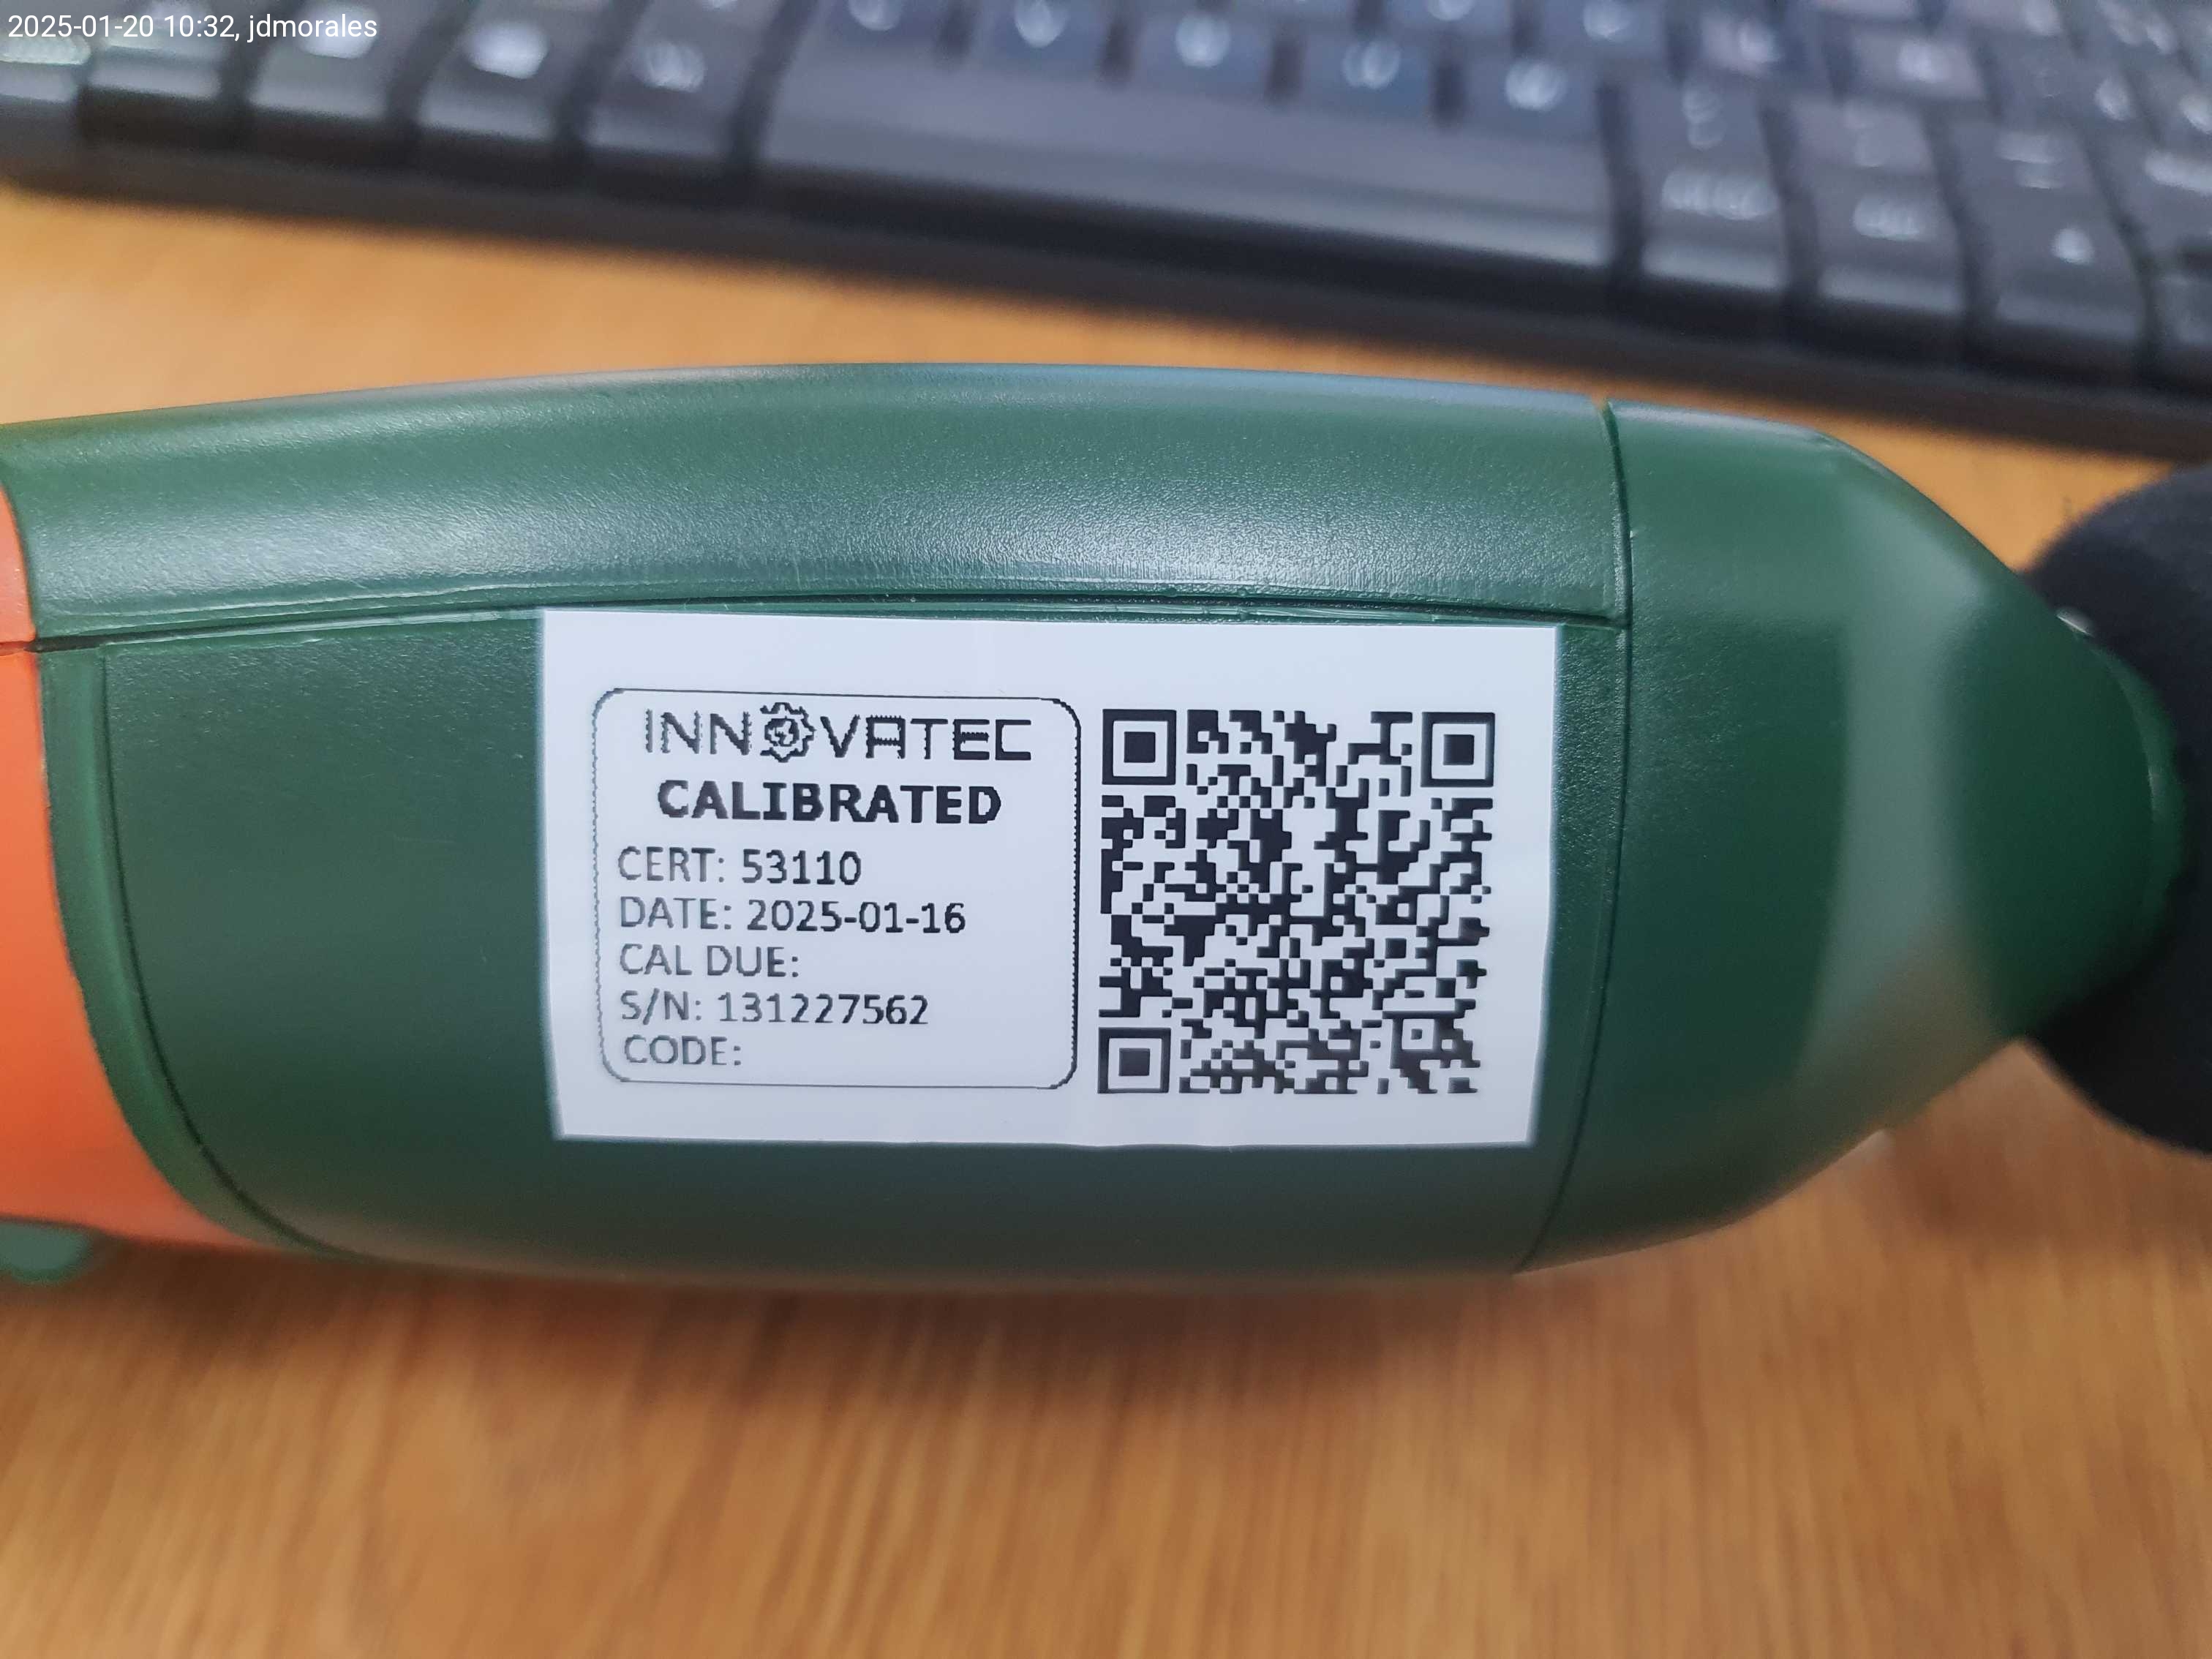 2025-01-20 10:32, jdmorales
INNOVATEC
CALIBRATED
CERT: 53110
DATE: 2025-01-16
CAL DUE:
S/N: 131227562
CODE: